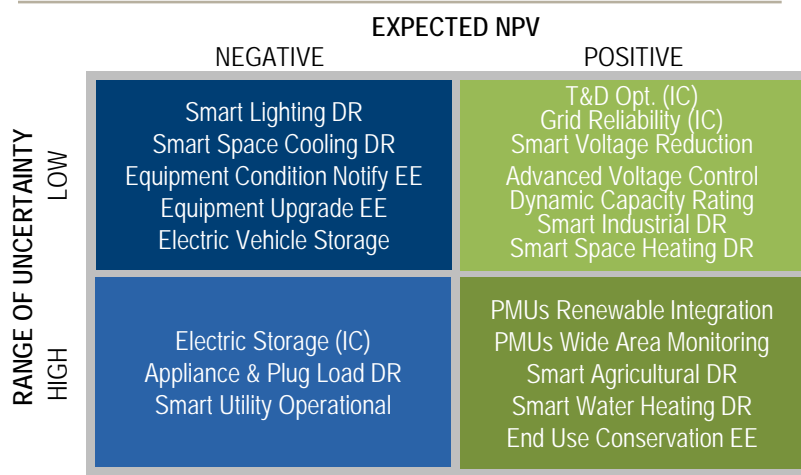 EXPECTED NPV
NEGATIVE
POSITIVE
RANGE OF UNCERTAINTY
LOW
Smart Lighting DR
Smart Space Cooling DR
Equipment Condition Notify EE
Equipment Upgrade EE
Electric Vehicle Storage
T&D Opt. (IC)
Grid Reliability (IC)
Smart Voltage Reduction
Advanced Voltage Control
Dynamic Capacity Rating
Smart Industrial DR
Smart Space Heating DR
HIGH
Electric Storage (IC)
Appliance & Plug Load DR
Smart Utility Operational
PMUs Renewable Integration
PMUs Wide Area Monitoring
Smart Agricultural DR
Smart Water Heating DR
End Use Conservation EE